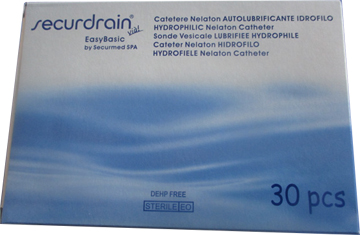 securdrain
vial
EasyBasic
by Securmed SPA
Catetere Nelaton AUTOLUBRIFICANTE IDROFILO
HYDROPHILIC Nelaton Catheter
Sonde Vesicale LUBRIFIEE HYDROPHILE
Cateter Nelaton HIDROFILO
HYDROFIELE Nelaton Catheter
DEHP FREE
STERILE EO
30 pcs